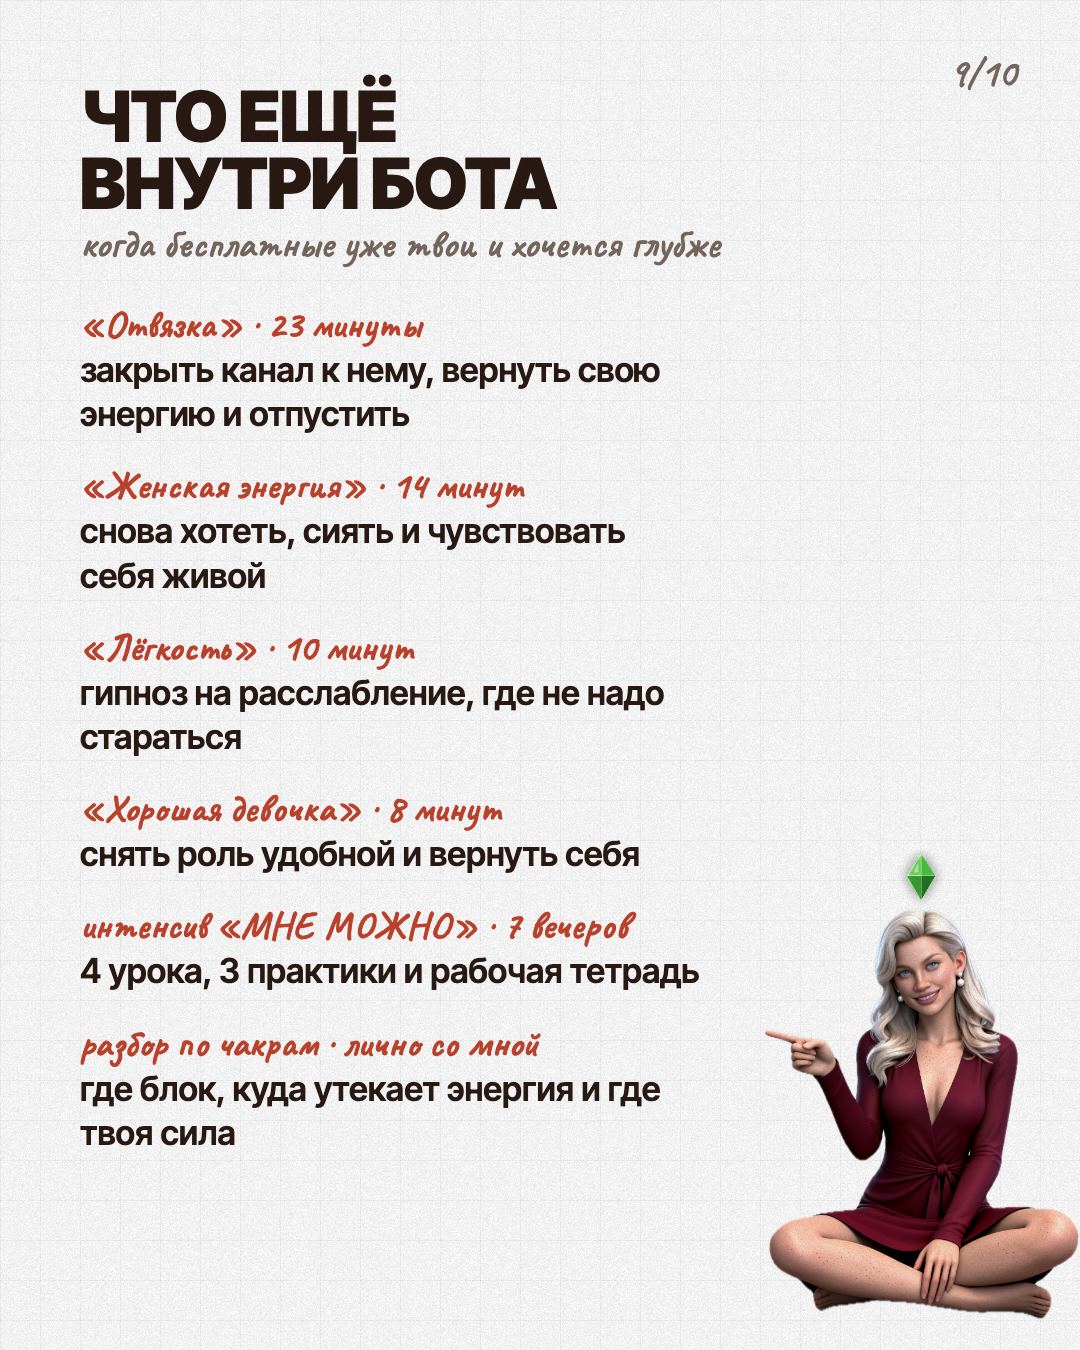 9/10
ЧТО ЕЩЁ
ВНУТРИ БОТА
когда бесплатные уже твои и хочется глубже
«Отвязка» · 23 минуты
закрыть канал к нему, вернуть свою
энергию и отпустить
«Женская энергия» · 14 минут
снова хотеть, сиять и чувствовать
себя живой
«Лёгкость» · 10 минут
гипноз на расслабление, где не надо
стараться
«Хорошая девочка» · 8 минут
снять роль удобной и вернуть себя
интенсив «МНЕ МОЖНО» · 7 вечеров
4 урока, 3 практики и рабочая тетрадь
разбор по чакрам · лично со мной
где блок, куда утекает энергия и где
твоя сила